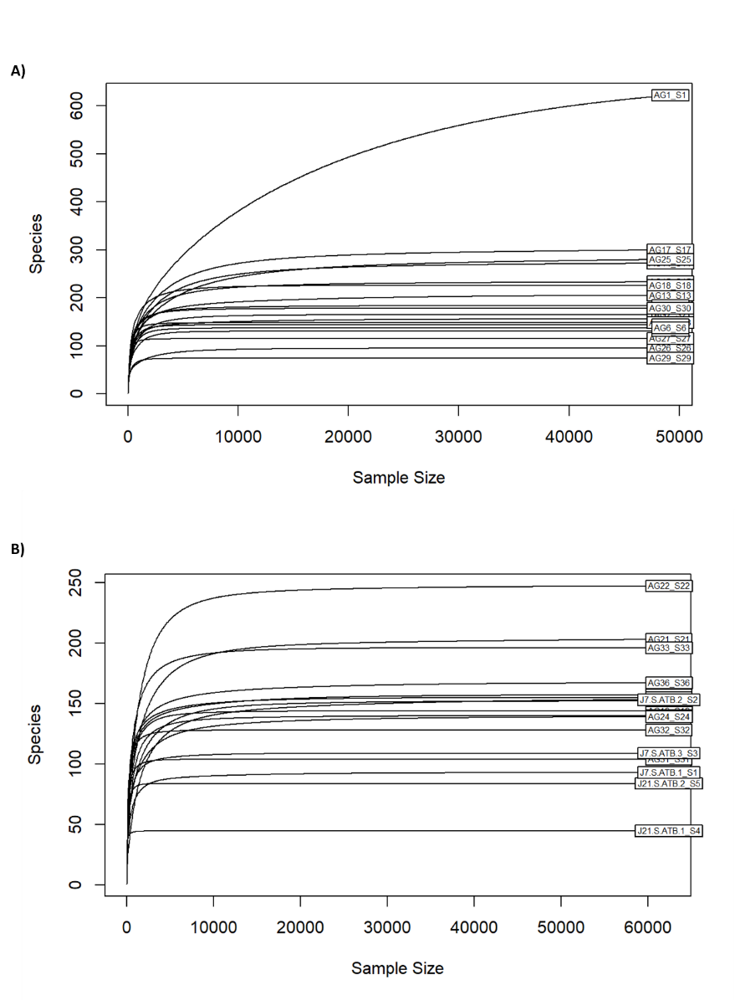 A)
Species
600
500
400
300
200
100
0
AG1_S1
AG17_S17
AG25_S25
AG18_S18
AG13_S13
AG30_S30
AG6_S6
AG27_S27
AG26_S26
AG29_S29
0 10000 20000 30000 40000 50000
Sample Size
B)
Species
250
200
150
100
50
0
AG22_S22
AG21_S21
AG33_S33
AG36_S36
J7.S.ATB.2_S2
AG24_S24
AG32_S32
J7.S.ATB.3_S3
AG31_S31
J7.S.ATB.1_S1
J21.S.ATB.2_S5
J21.S.ATB.1_S4
0 10000 20000 30000 40000 50000 60000
Sample Size